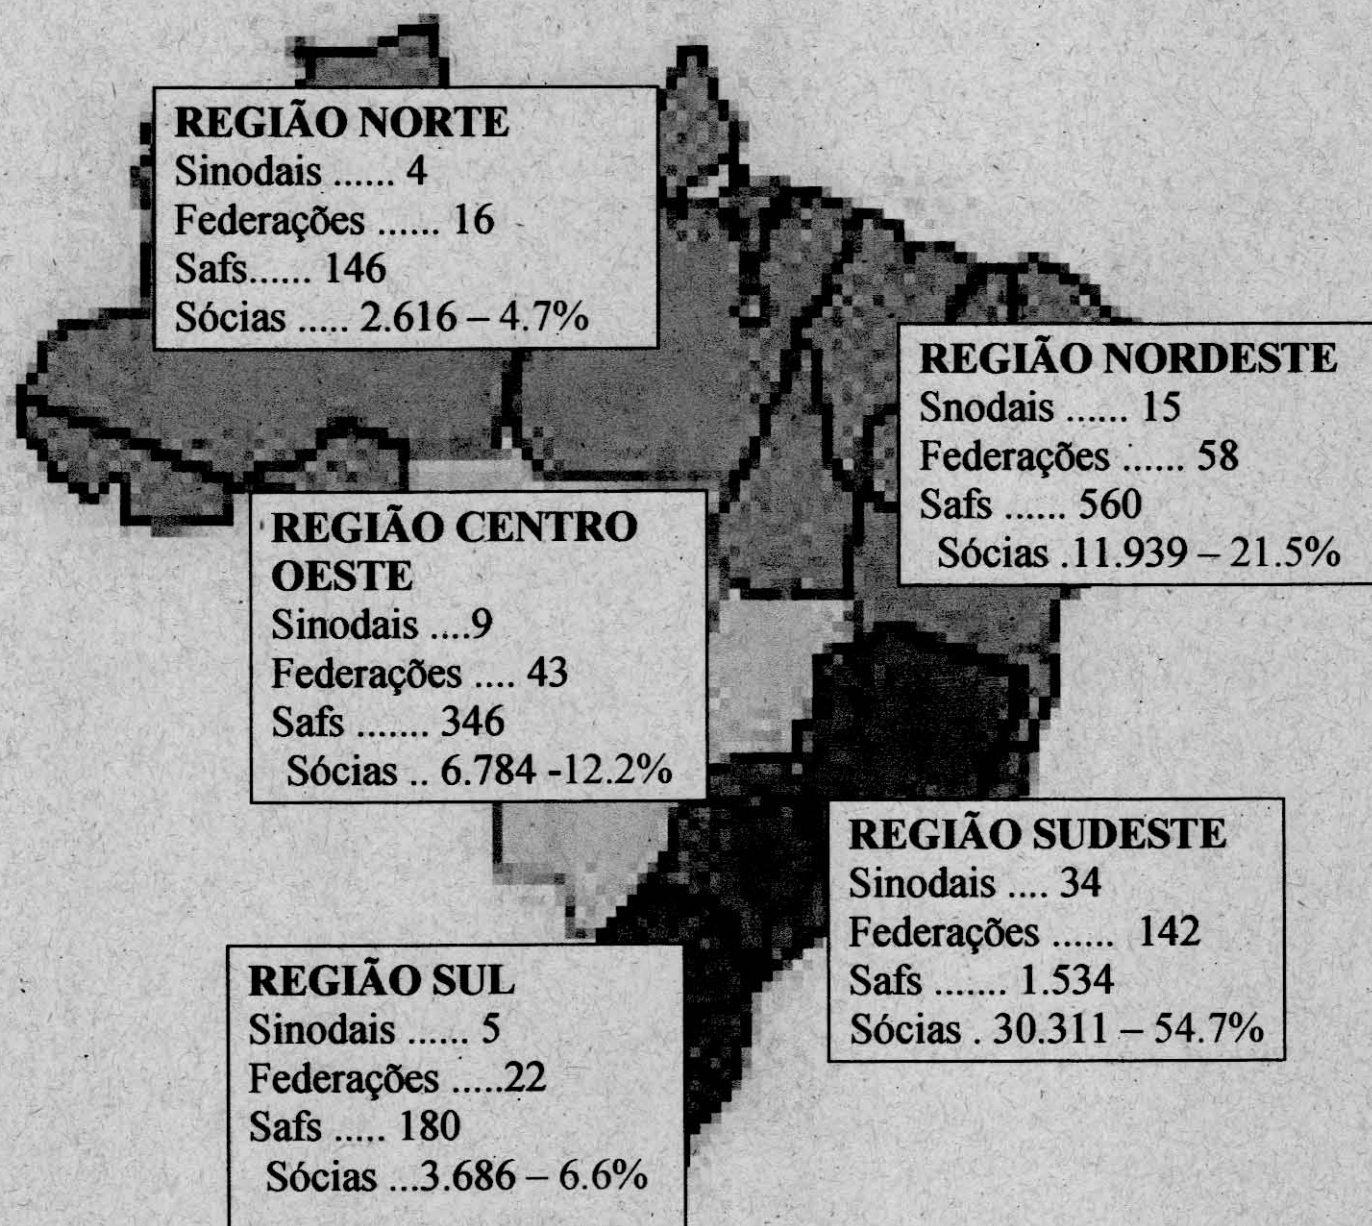 REGIÃO NORTE
Sinodais ...... 4
Federações ...... 16
Safs...... 146
Sócias ..... 2.616 – 4.7%
REGIÃO NORDESTE
Snodais ...... 15
Federações ...... 58
Safs ...... 560
Sócias .11.939 – 21.5%
REGIÃO CENTRO
OESTE
Sinodais ....9
Federações .... 43
Safs ....... 346
Sócias .. 6.784 -12.2%
REGIÃO SUDESTE
Sinodais .... 34
Federações ...... 142
Safs ....... 1.534
Sócias . 30.311 – 54.7%
REGIÃO SUL
Sinodais ...... 5
Federações .....22
Safs ..... 180
Sócias ...3.686 – 6.6%